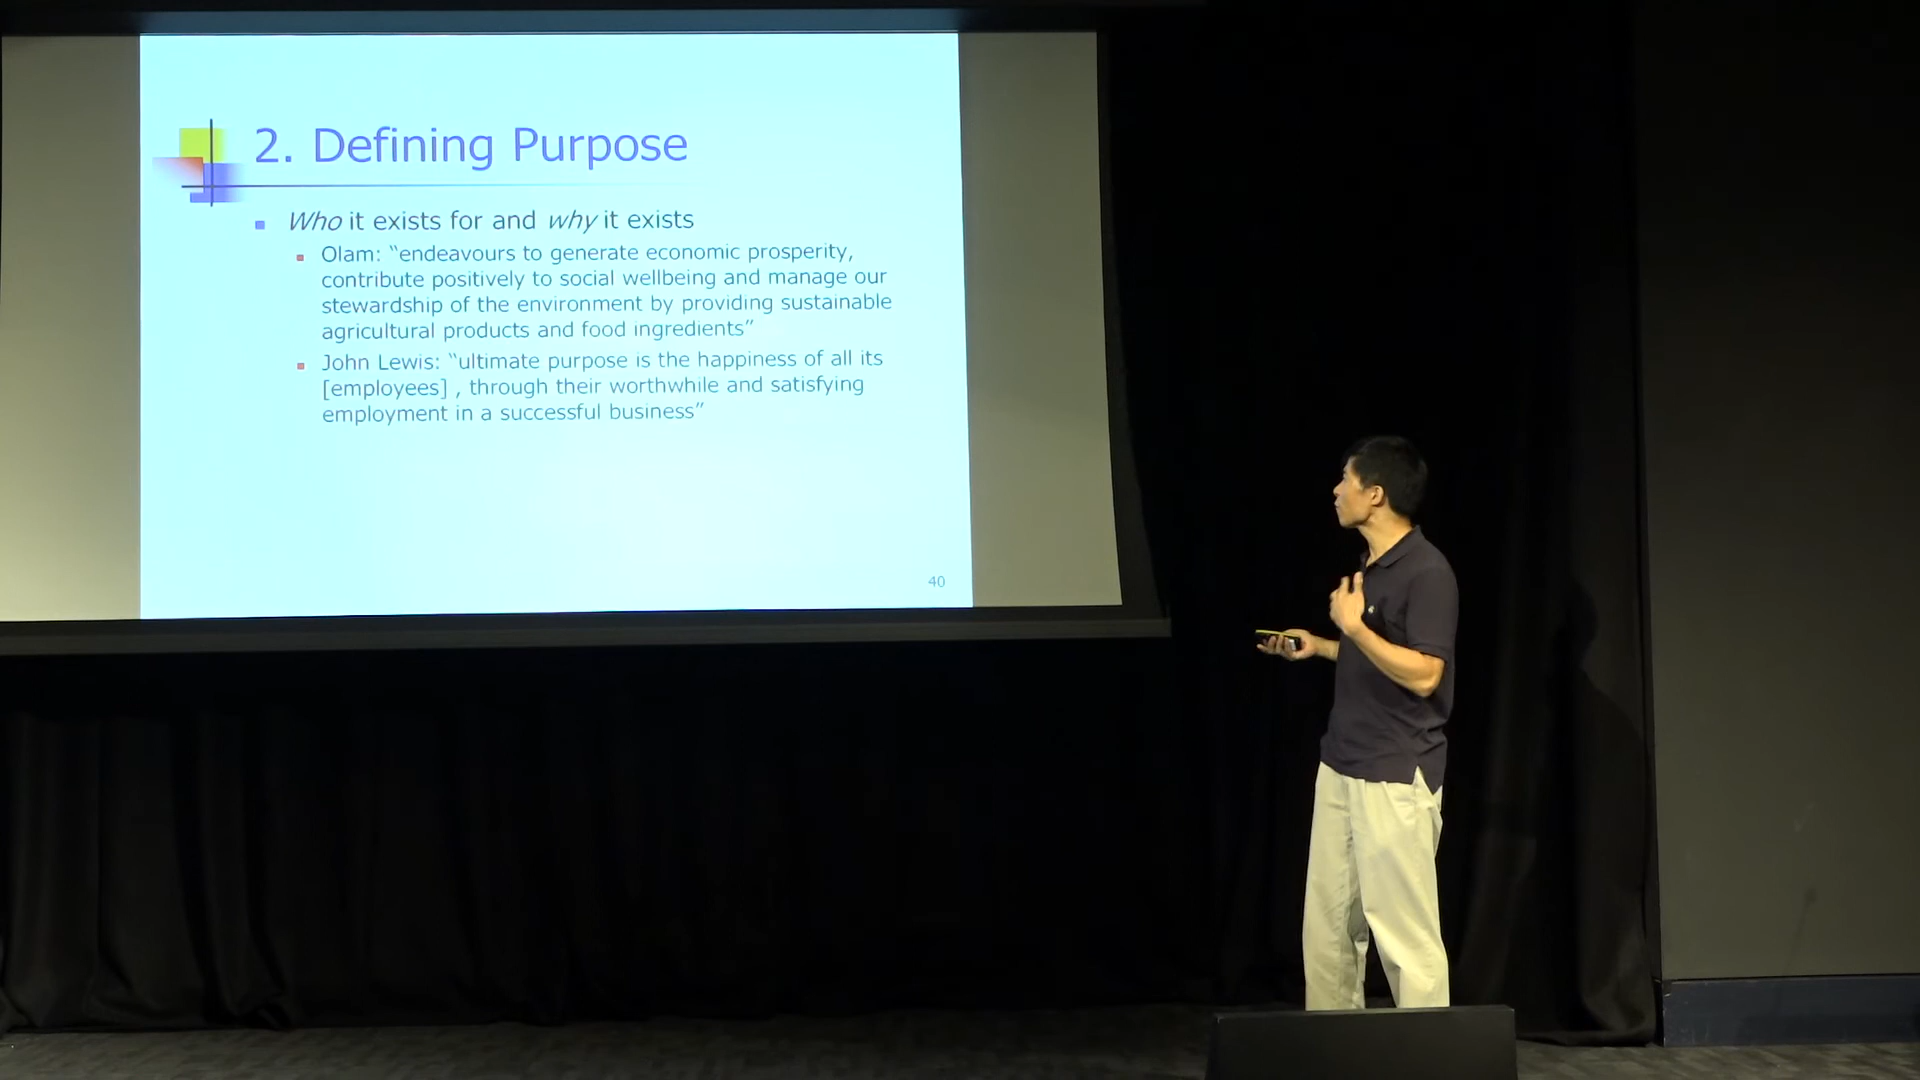 2. Defining Purpose
Who it exists for and why it exists
Olam: “endeavours to generate economic prosperity,
contribute positively to social wellbeing and manage our
stewardship of the environment by providing sustainable
agricultural products and food ingredients”
John Lewis: “ultimate purpose is the happiness of all its
[employees] , through their worthwhile and satisfying
employment in a successful business”
40